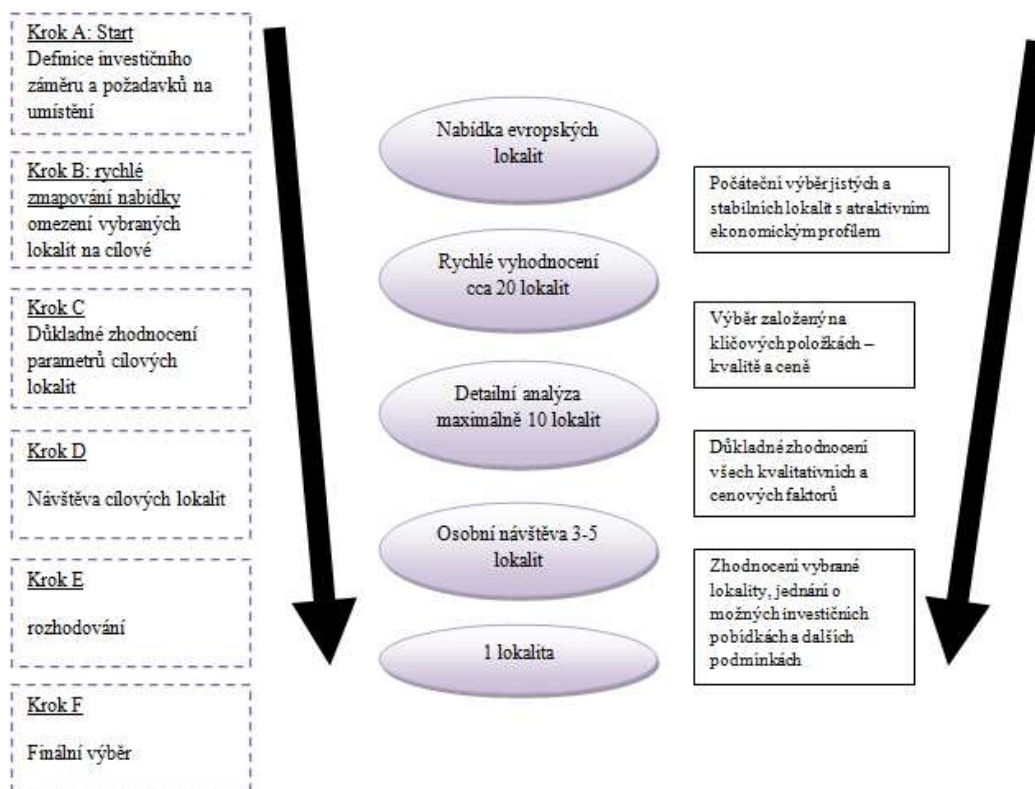 Krok A: Start
Definice investičního
záměru a požadavků na
umístění
Krok B: rychlé
zmapování nabídky
omezení vybraných
lokalit na cílové
Krok C
Důkladné zhodnocení
parametrů cílových
lokalit
Krok D
Návštěva cílových lokalit
Krok E
rozhodování
Krok F
Finální výběr
Nabídka evropských
lokalit
Rychlé vyhodnocení
cca 20 lokalit
Detailní analýza
maximálně 10 lokalit
Osobní návštěva 3-5
lokalit
1 lokalita
Počáteční výběr jistých a
stabilních lokalit s atraktivním
ekonomickým profilem
Výběr založený na
klíčových položkách –
kvalitě a ceně
Důkladné zhodnocení
všech kvalitativních a
cenových faktorů
Zhodnocení vybrané
lokality, jednání o
možných investičních
pobídkách a dalších
podmínkách